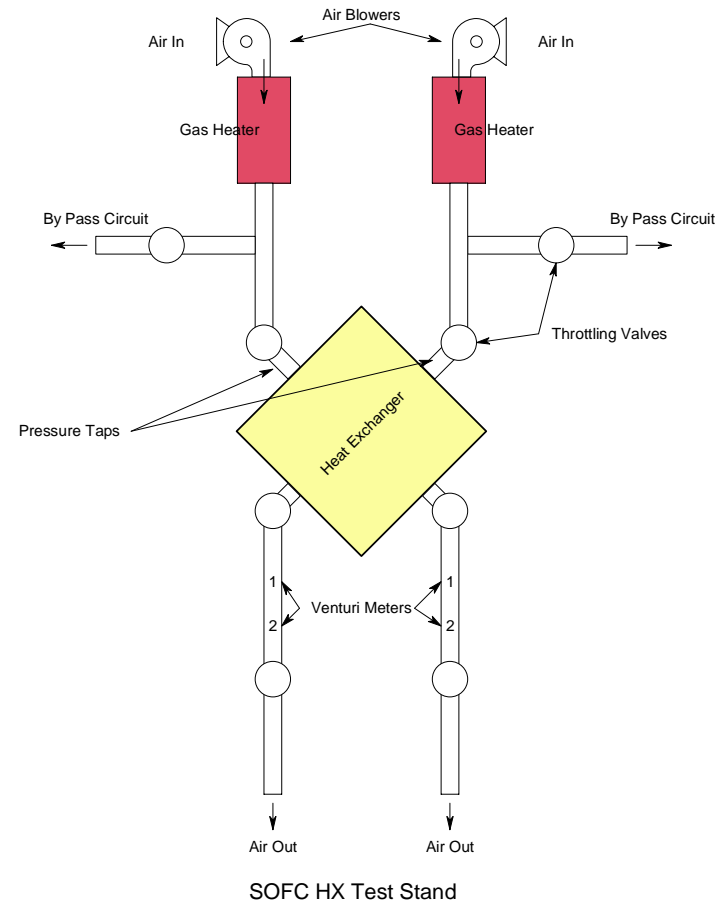 Air Blowers
Air In
Air In
Gas Heater
Gas Heater
By Pass Circuit
By Pass Circuit
Throttling Valves
Heat Exchanger
Pressure Taps
1
1
Venturi Meters
2
2
Air Out
Air Out
SOFC HX Test Stand